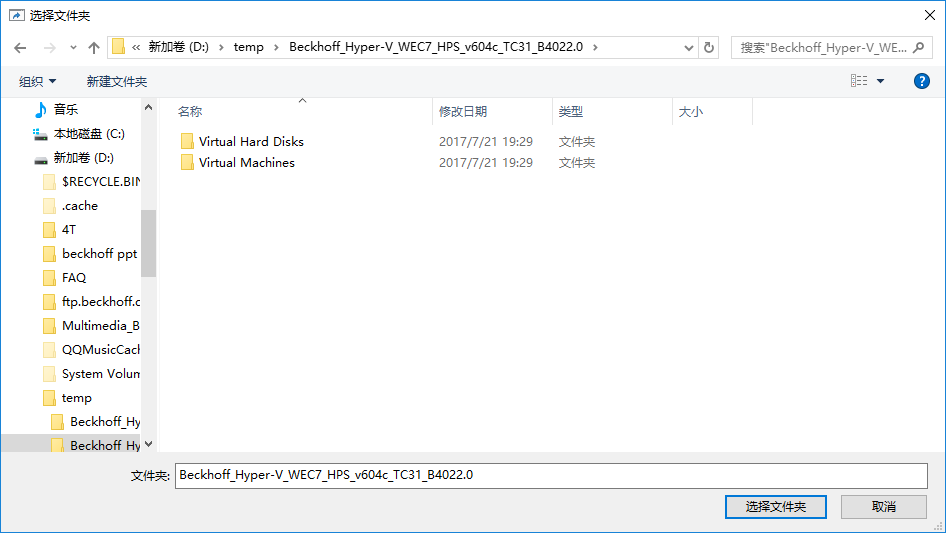 选择文件夹
« 新加卷 (D:) › temp › Beckhoff_Hyper-V_WEC7_HPS_v604c_TC31_B4022.0 ›
搜索"Beckhoff_Hyper-V_WE...
组织 新建文件夹
音乐
本地磁盘 (C:)
新加卷 (D:)
$RECYCLE.BIN
.cache
4T
beckhoff ppt
FAQ
ftp.beckhoff.c
Multimedia_B
QQMusicCach
System Volum
temp
Beckhoff_Hy
Beckhoff_Hy
名称 修改日期 类型 大小
Virtual Hard Disks 2017/7/21 19:29 文件夹
Virtual Machines 2017/7/21 19:29 文件夹
文件夹: Beckhoff_Hyper-V_WEC7_HPS_v604c_TC31_B4022.0
选择文件夹 取消